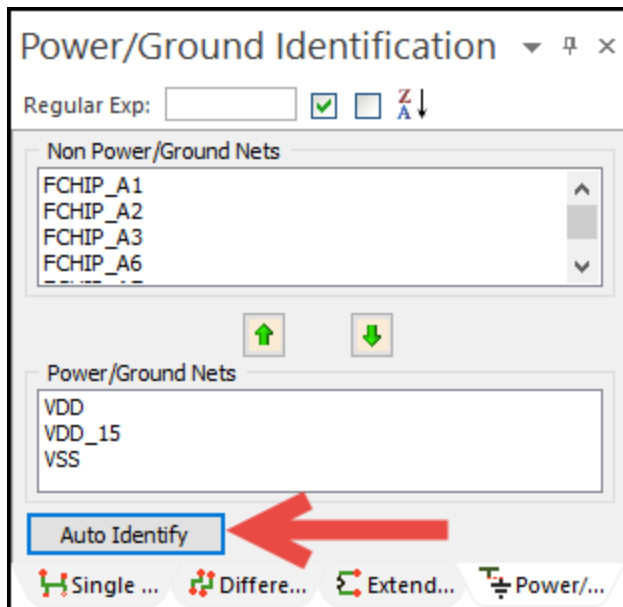 Power/Ground Identification
Regular Exp:
Z
A
Non Power/Ground Nets
FCHIP_A1
FCHIP_A2
FCHIP_A3
FCHIP_A6
Power/Ground Nets
VDD
VDD_15
VSS
Auto Identify
Single ... Differe... Extend... Power/...